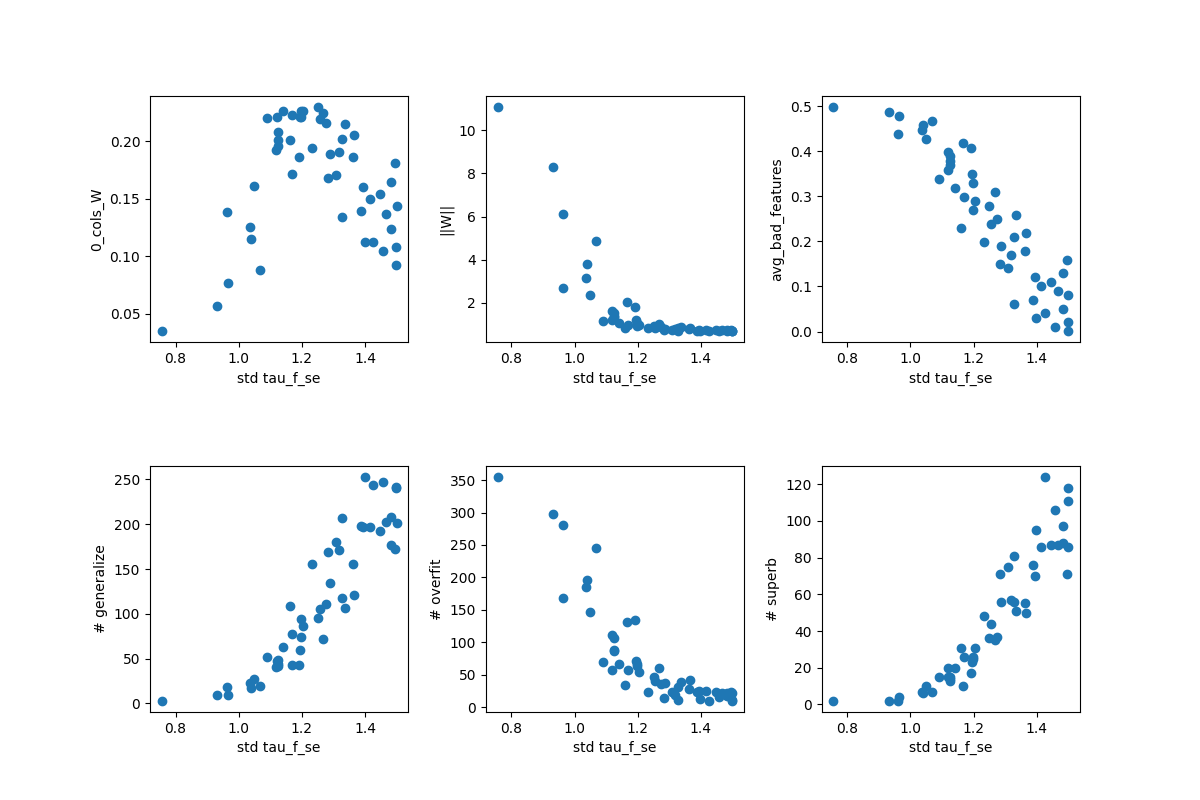 0_cols_W
0.20
0.15
0.10
0.05
0.8 1.0 1.2 1.4
std tau_f_se
||W||
10
8
6
4
2
0.8 1.0 1.2 1.4
std tau_f_se
avg_bad_features
0.5
0.4
0.3
0.2
0.1
0.0
0.8 1.0 1.2 1.4
std tau_f_se
# generalize
250
200
150
100
50
0
0.8 1.0 1.2 1.4
std tau_f_se
# overfit
350
300
250
200
150
100
50
0
0.8 1.0 1.2 1.4
std tau_f_se
# superb
120
100
80
60
40
20
0
0.8 1.0 1.2 1.4
std tau_f_se